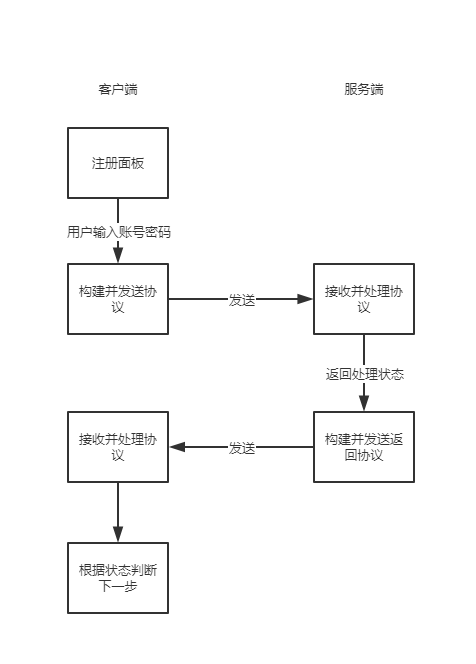 客户端
服务端
注册面板
用户输入账号密码
构建并发送协
议
发送
接收并处理协
议
返回处理状态
接收并处理协
议
发送
构建并发送返
回协议
根据状态判断
下一步